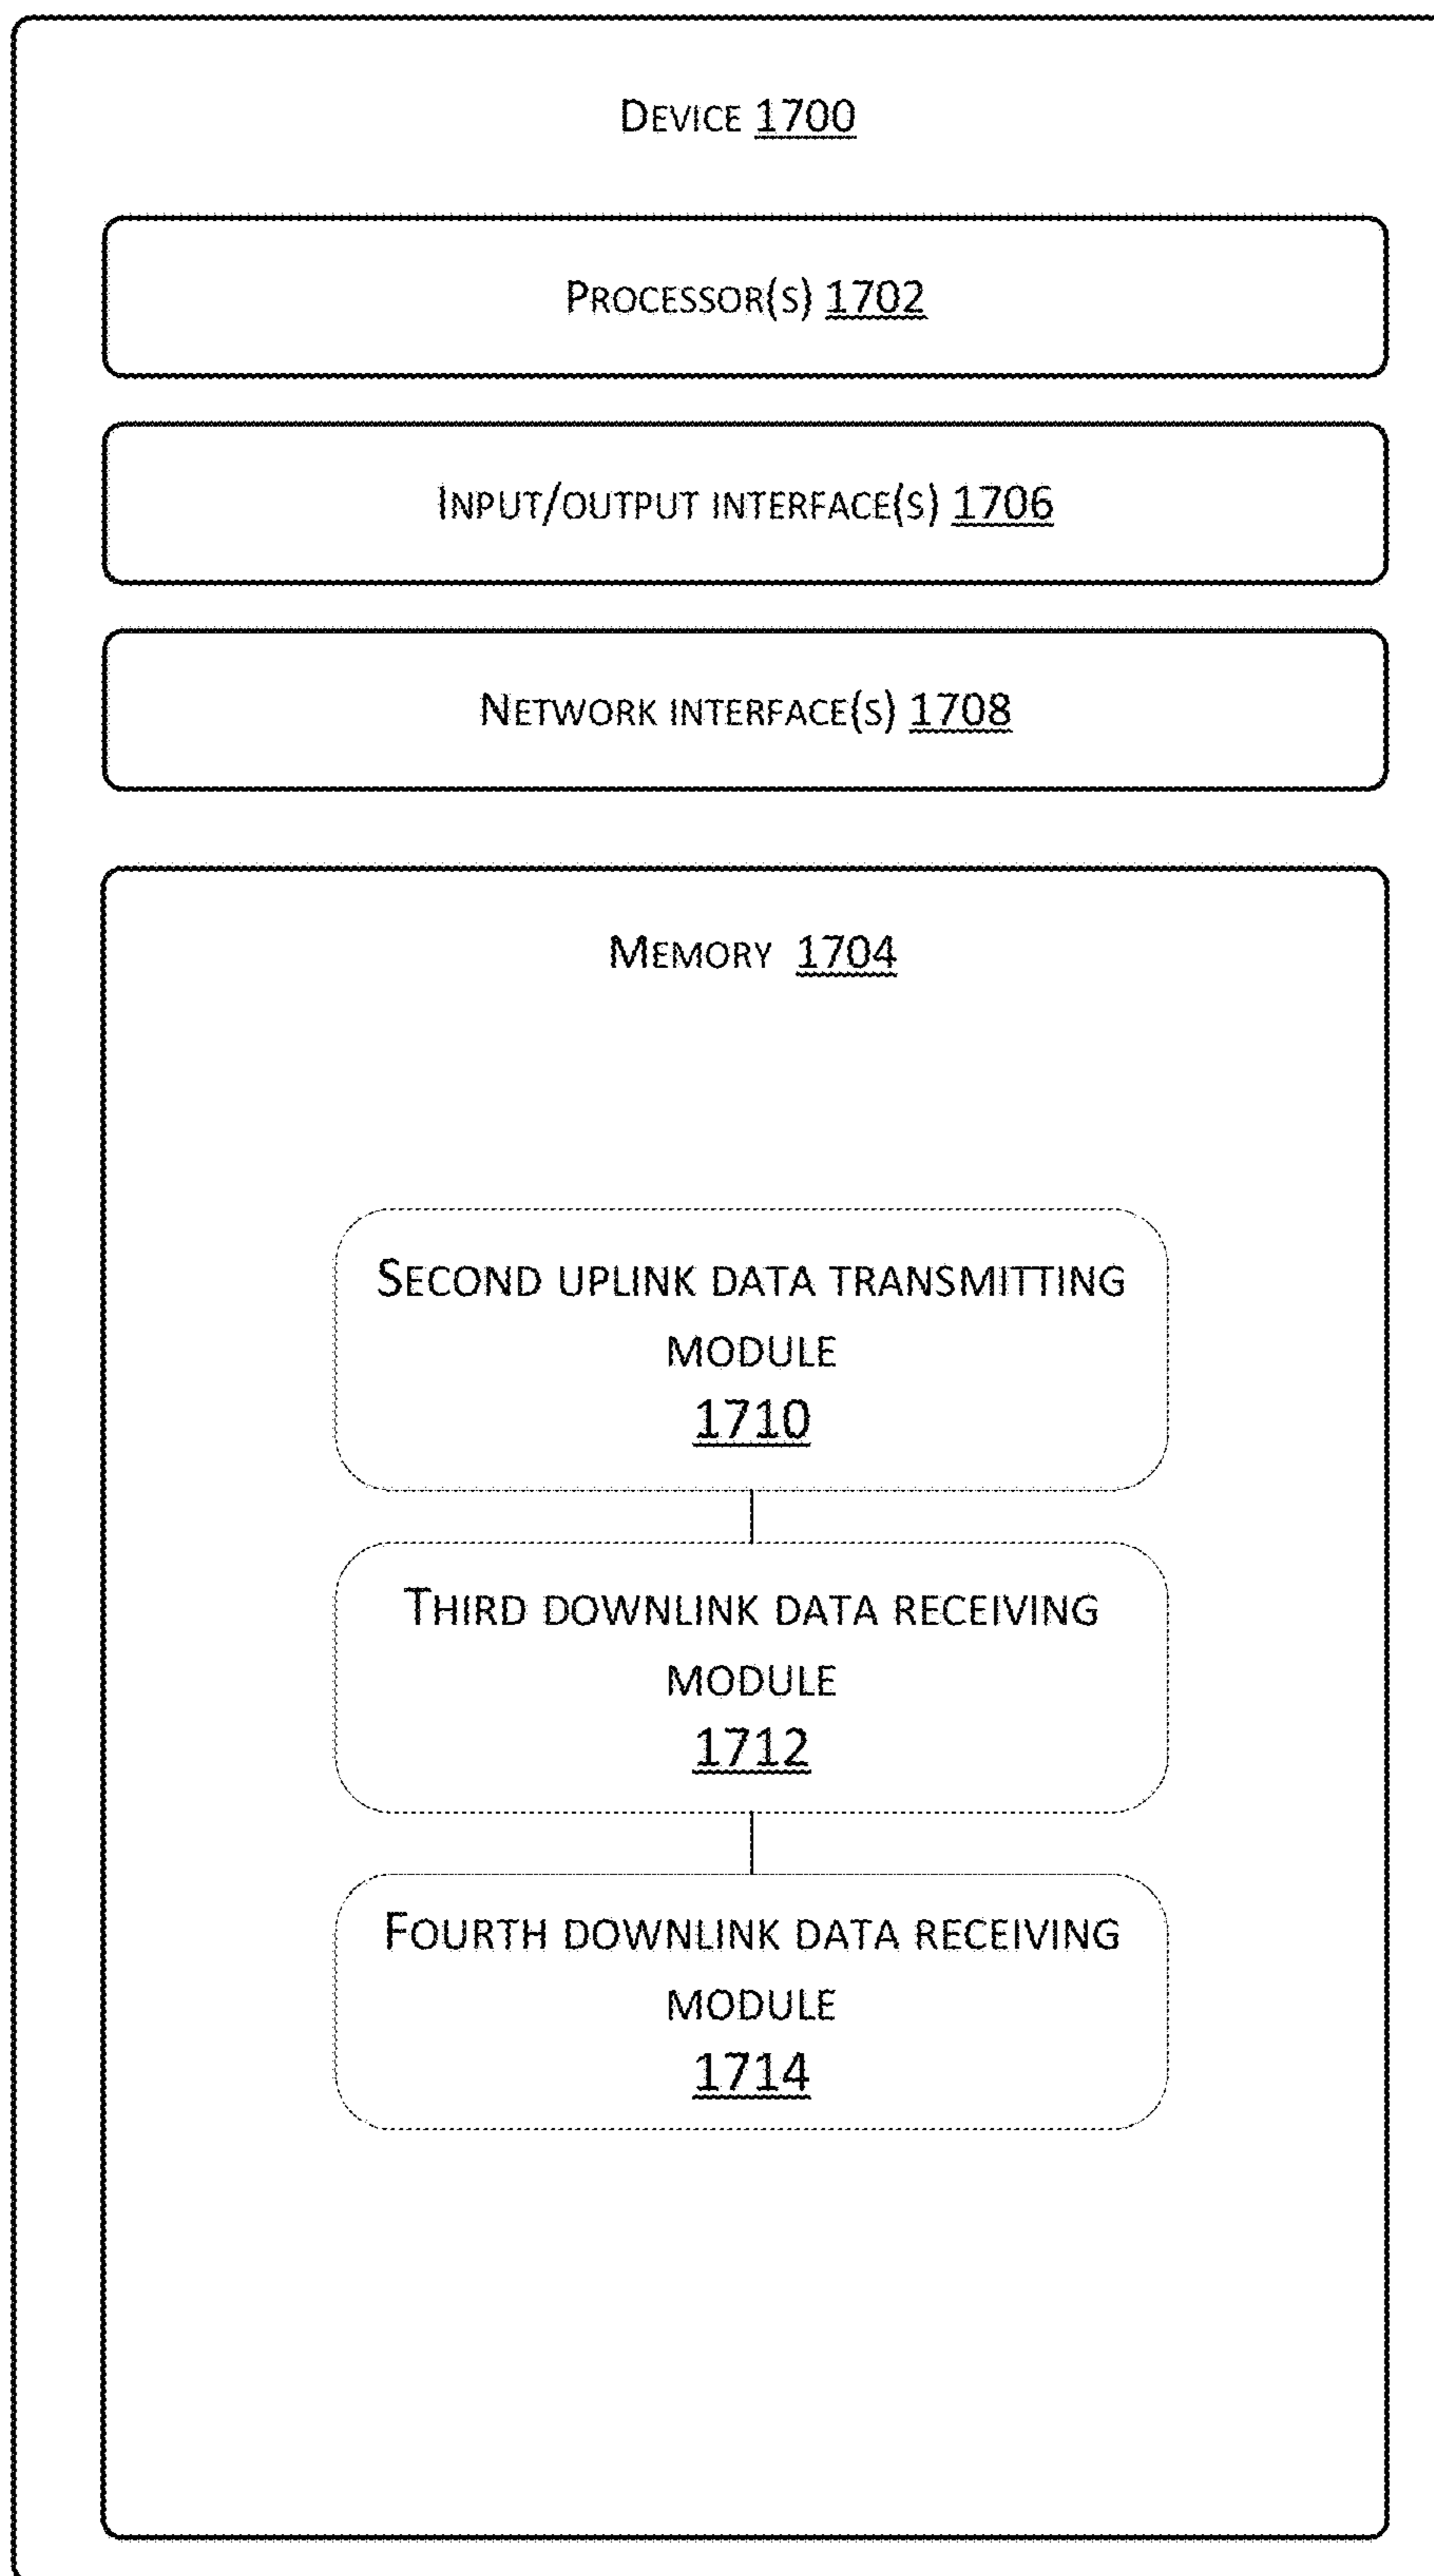 DEVICE 1700
PROCESSOR(S) 1702
INPUT/OUTPUT INTERFACE(S) 1706
NETWORK INTERFACE(S) 1708
MEMORY 1704
SECOND UPLINK DATA TRANSMITTING
MODULE
1710
THIRD DOWNLINK DATA RECEIVING
MODULE
1712
FOURTH DOWNLINK DATA RECEIVING
MODULE
1714